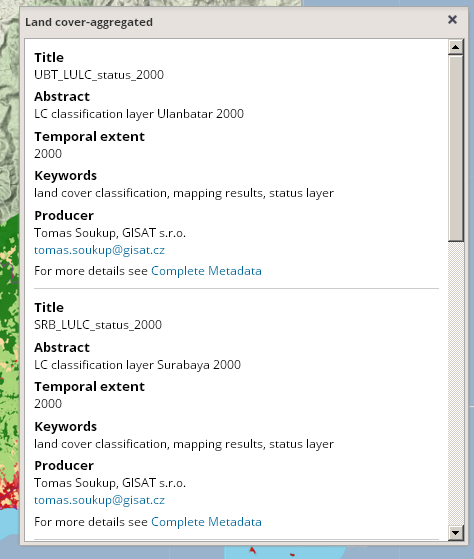 Land cover-aggregated
Title
UBT_LULC_status_2000
Abstract
LC classification layer Ulanbatar 2000
Temporal extent
2000
Keywords
land cover classification, mapping results, status layer
Producer
Tomas Soukup, GISAT s.r.o.
tomas.soukup@gisat.cz
For more details see Complete Metadata
Title
SRB_LULC_status_2000
Abstract
LC classification layer Surabaya 2000
Temporal extent
2000
Keywords
land cover classification, mapping results, status layer
Producer
Tomas Soukup, GISAT s.r.o.
tomas.soukup@gisat.cz
For more details see Complete Metadata